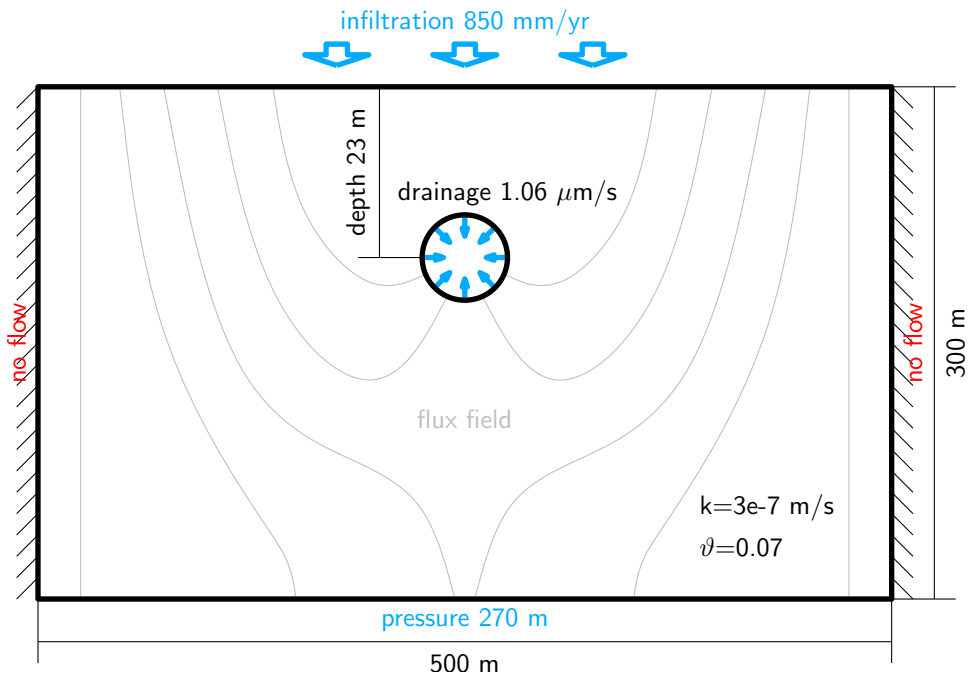 infiltration 850 mm/yr
depth 23 m
drainage 1.06 μm/s
no flow
no flow
300 m
flux field
k=3e-7 m/s
ϑ=0.07
pressure 270 m
500 m